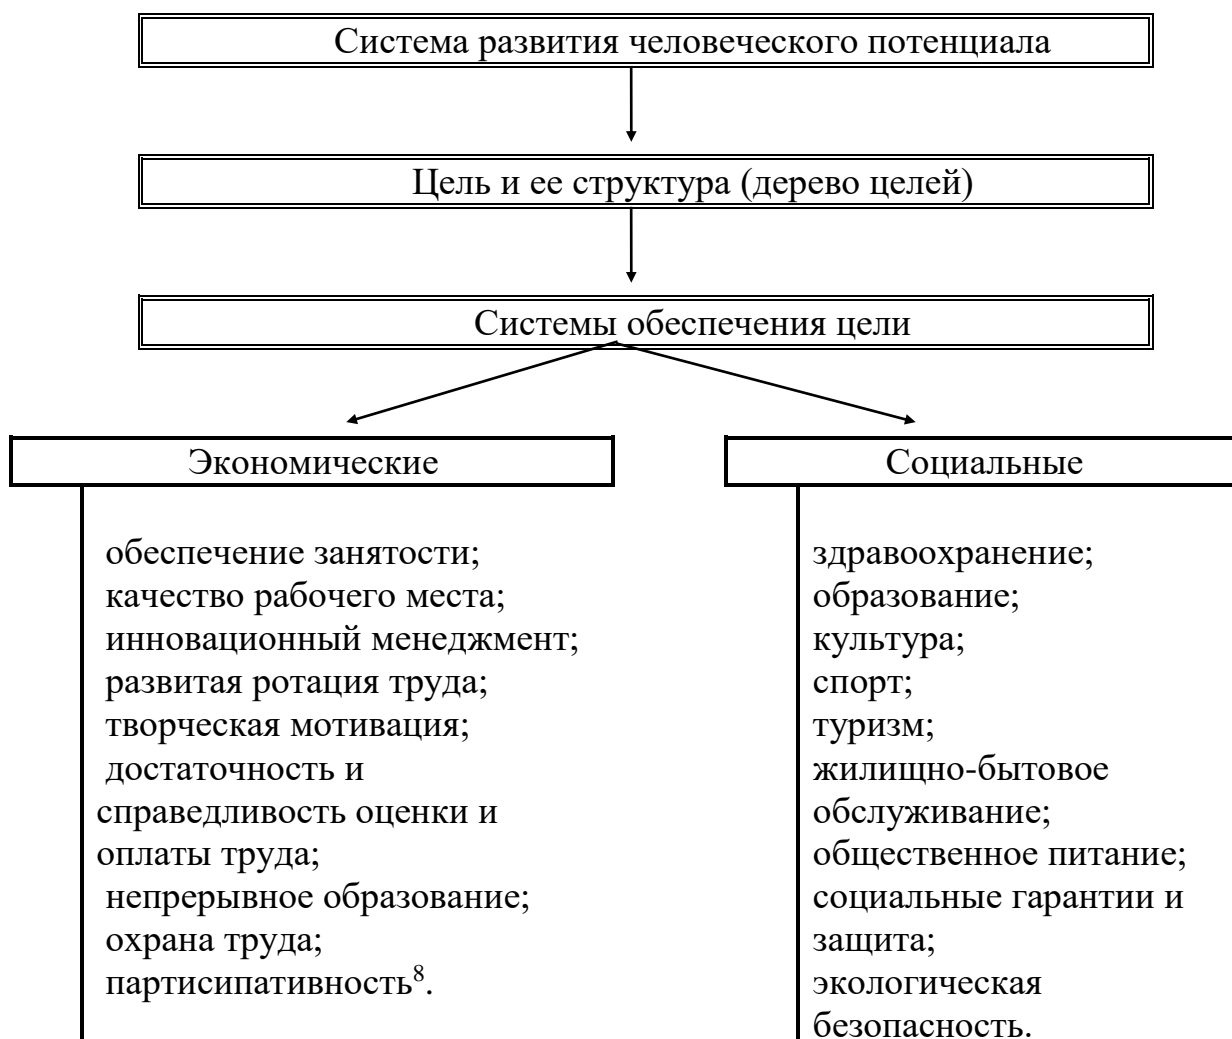 Система развития человеческого потенциала
Цель и ее структура (дерево целей)
Системы обеспечения цели
Экономические
обеспечение занятости;
качество рабочего места;
инновационный менеджмент;
развитая ротация труда;
творческая мотивация;
достаточность и
справедливость оценки и
оплаты труда;
непрерывное образование;
охрана труда;
партисипативность⁸.
Социальные
здравоохранение;
образование;
культура;
спорт;
туризм;
жилищно-бытовое
обслуживание;
общественное питание;
социальные гарантии и
защита;
экологическая
безопасность.